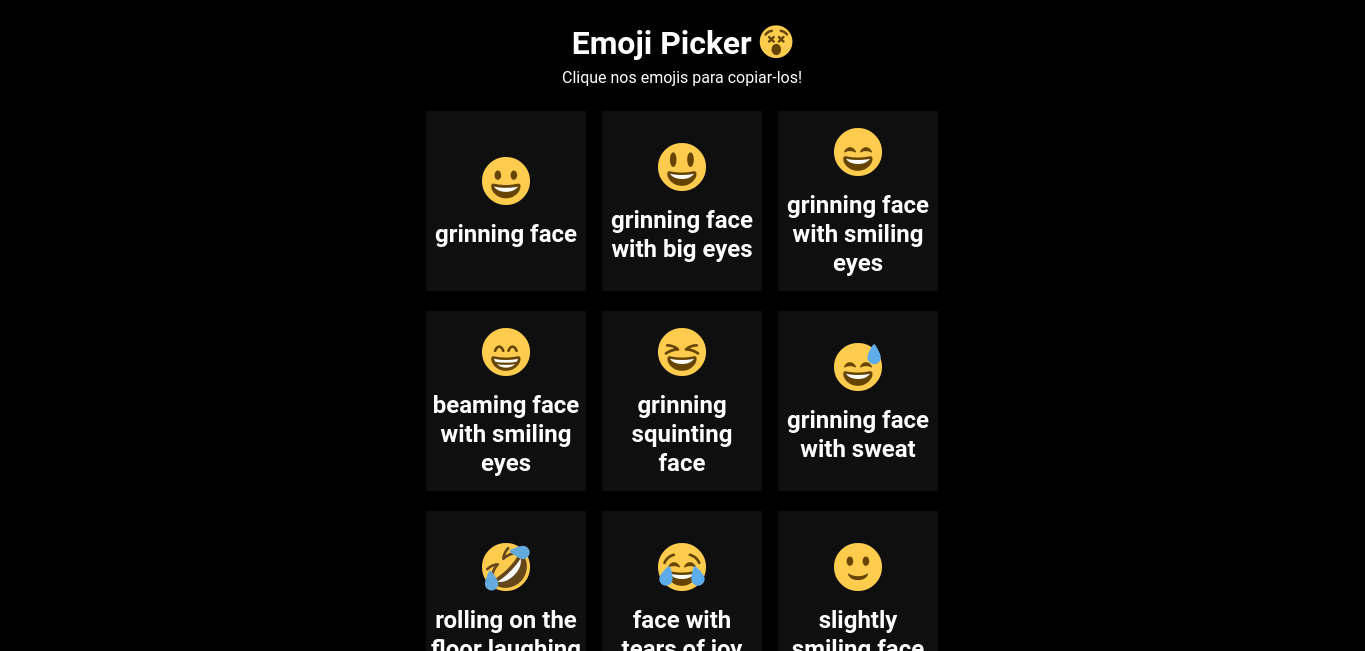 Emoji Picker 😵
Clique nos emojis para copiar-los!
grinning face
grinning face
with big eyes
grinning face
with smiling
eyes
beaming face
with smiling
eyes
grinning
squinting
face
grinning face
with sweat
rolling on the
floor laughing
face with
tears of joy
slightly
smiling face